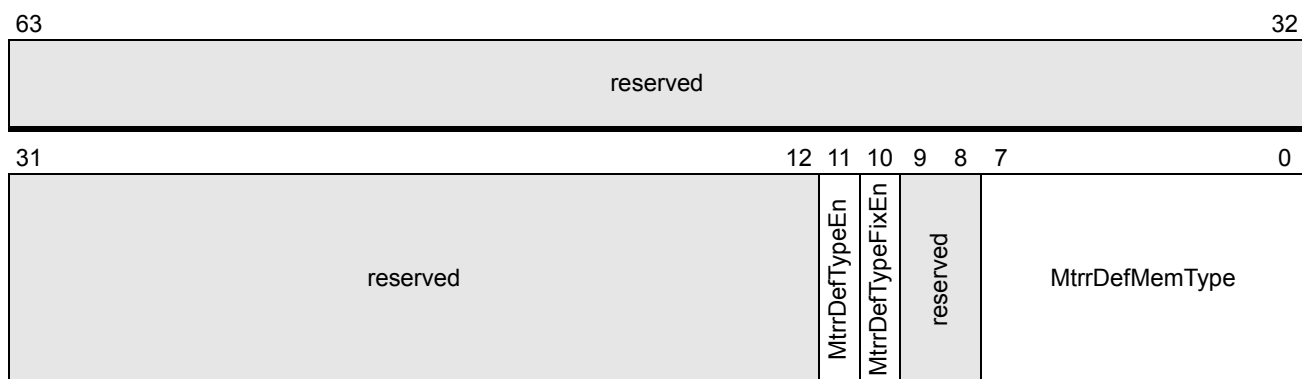 63 32
reserved
31 12 11 10 9 8 7 0
reserved MtrrDefTypeEn MtrrDefTypeFixEn reserved MtrrDefMemType